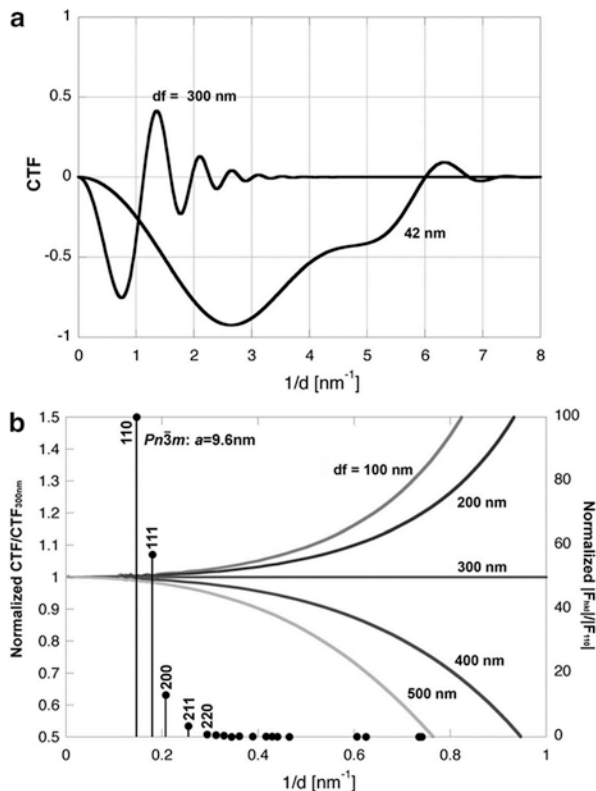 a
1
0.5
0
-0.5
-1
CTF
df = 300 nm
42 nm
0 1 2 3 4 5 6 7 8
1/d [nm⁻¹]
b
1.5
1.4
1.3
1.2
1.1
1
0.9
0.8
0.7
0.6
0.5
Normalized CTF/CTF300nm
110
Pn3̄m: a=9.6nm
111
200
211
220
df = 100 nm
200 nm
300 nm
400 nm
500 nm
100
80
60
40
20
0
Normalized |Fhkl|/|F110|
0 0.2 0.4 0.6 0.8 1
1/d [nm⁻¹]